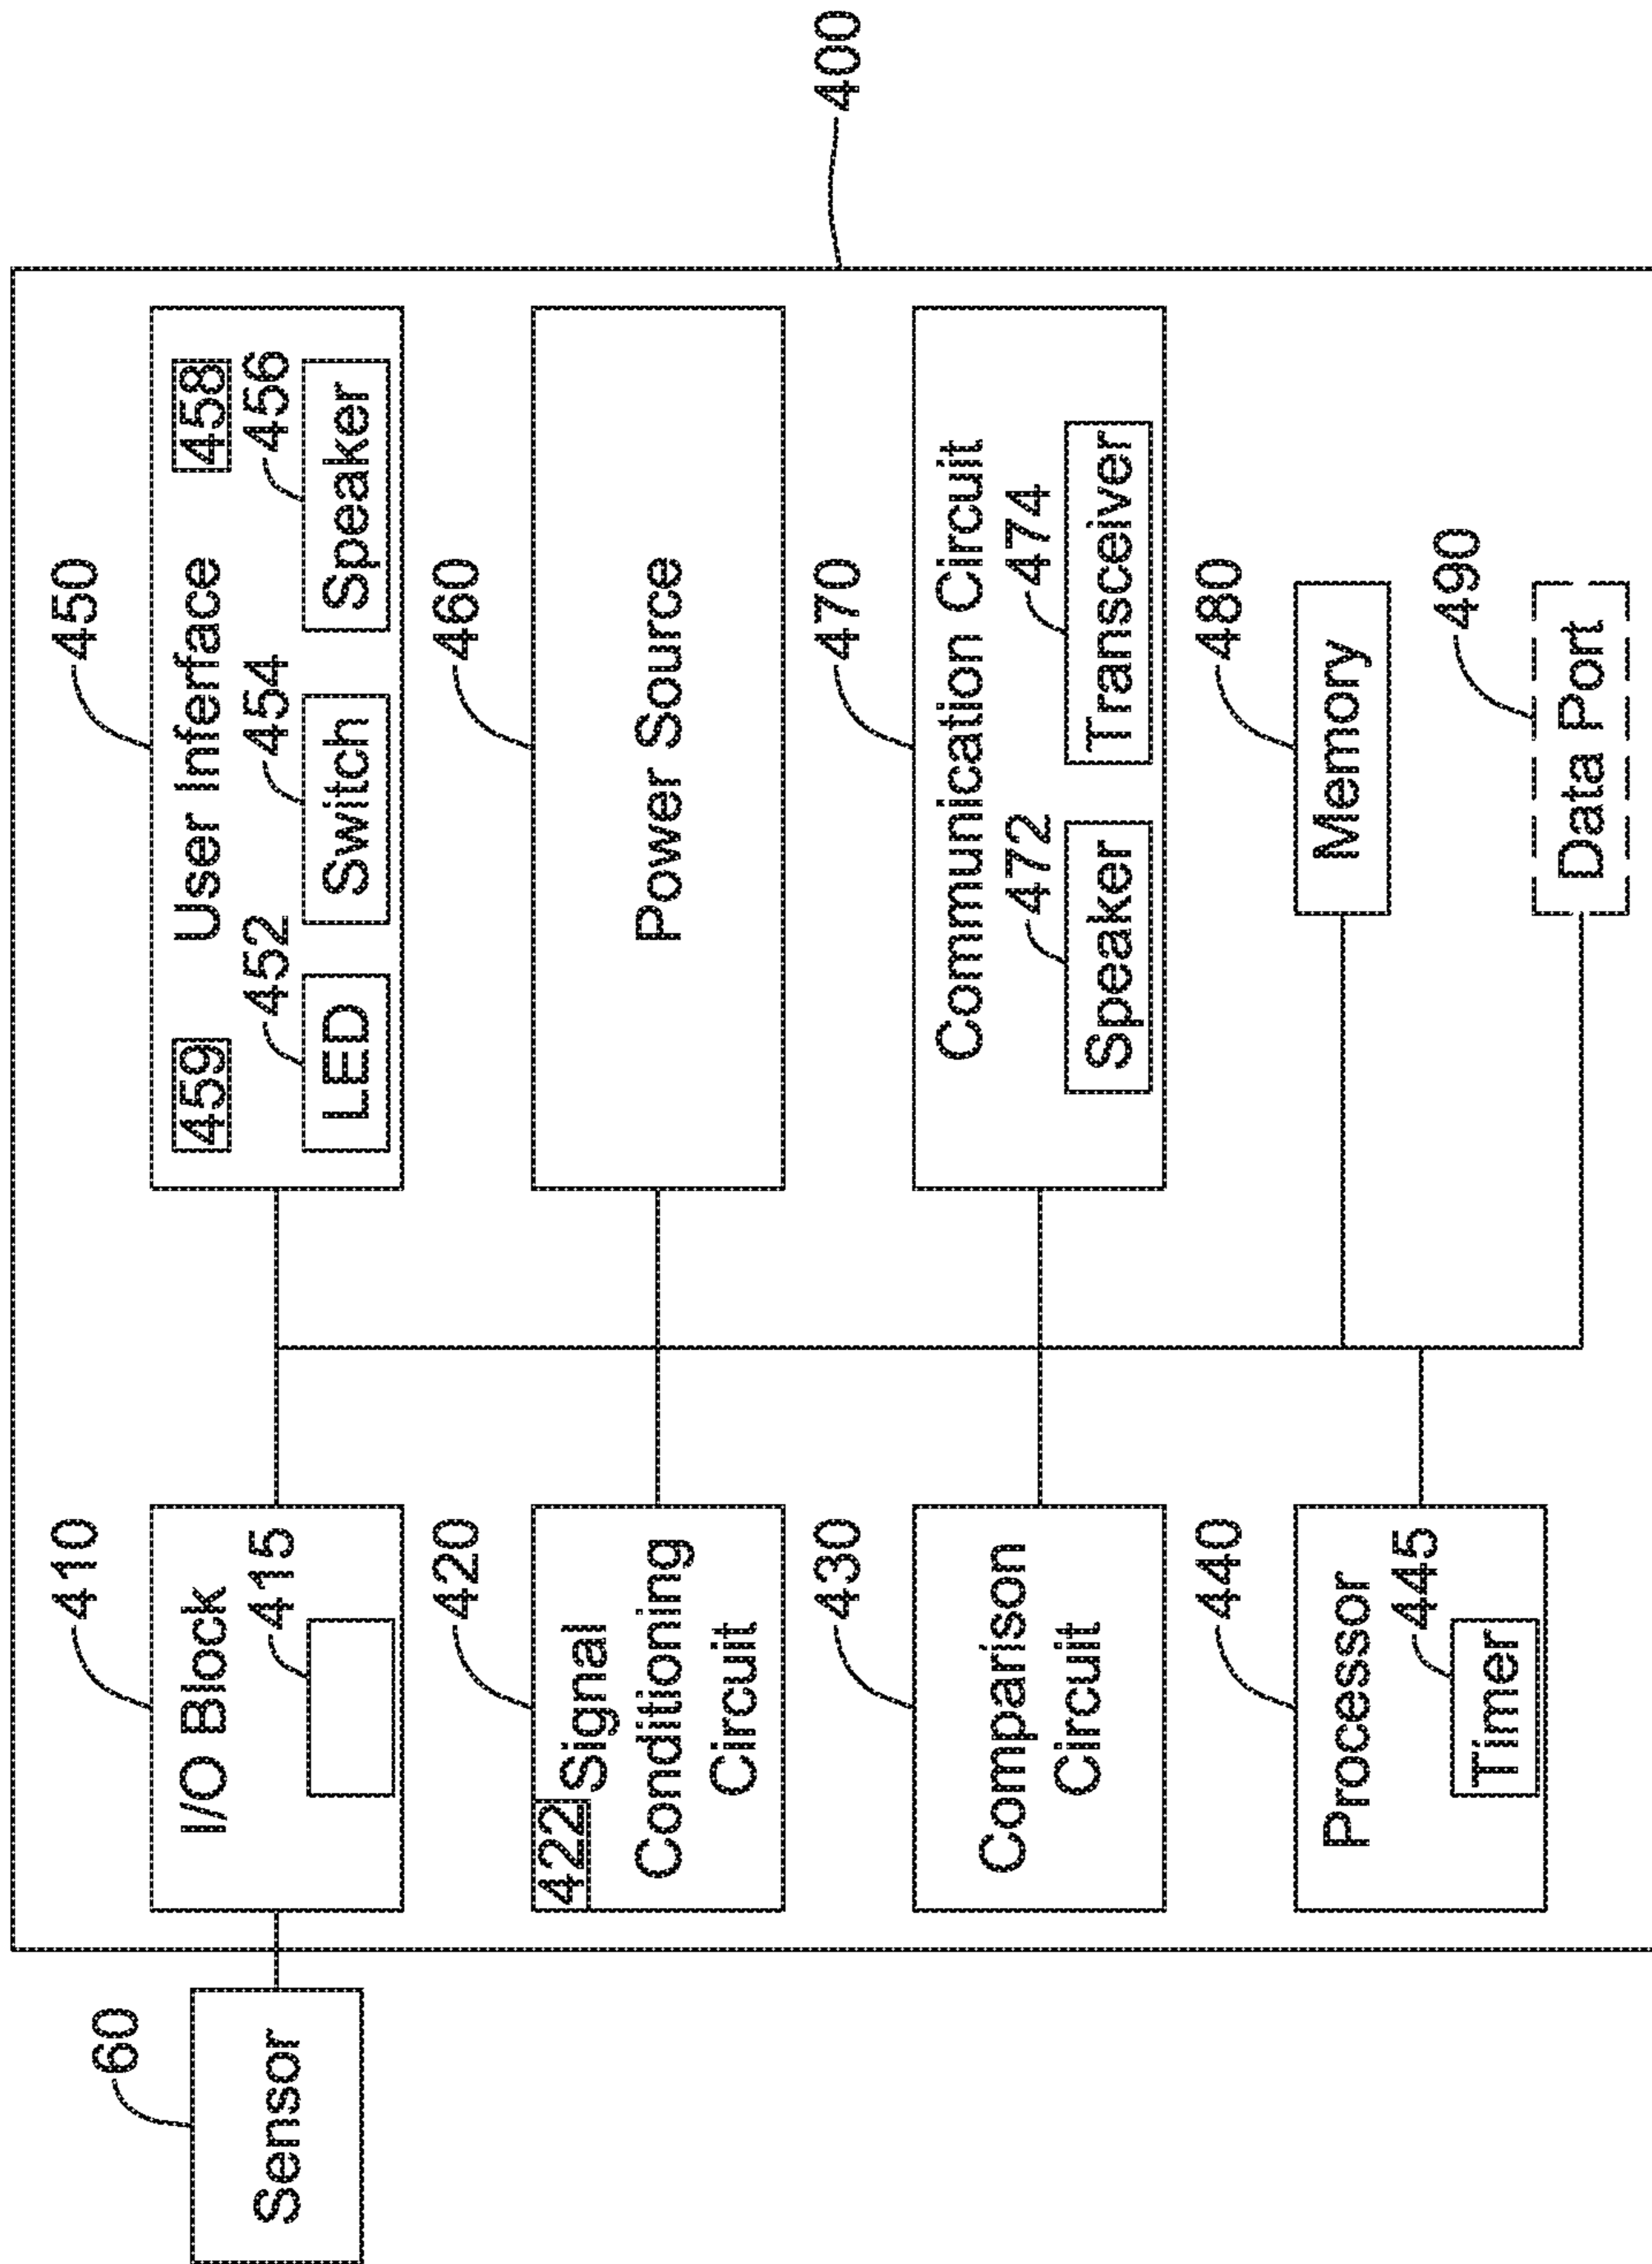 60
Sensor
400
410
I/O Block
415
420
422
Signal
Conditioning
Circuit
430
Comparison
Circuit
440
Processor
445
Timer
450
459
User Inferface
458
452
LED
454
Switch
456
Speaker
460
Power Source
470
Communication Circuit
472
Speaker
474
Transceiver
480
Memory
490
Data Port